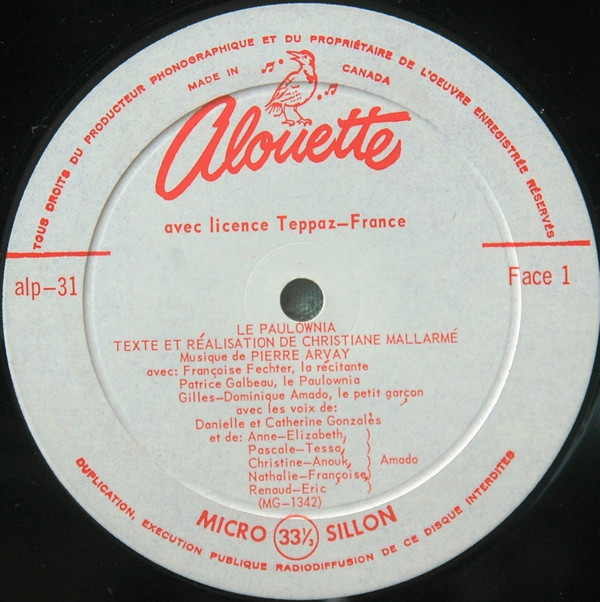 TOUS DROITS DU PRODUCTEUR PHONOGRAPHIQUE ET DU PROPRIÉTAIRE DE L'OEUVRE ENREGISTRÉE RÉSERVÉS
MADE IN CANADA
Alouette
avec licence Teppaz—France
alp—31
Face 1
LE PAULOWNIA
TEXTE ET RÉALISATION DE CHRISTIANE MALLARMÉ
Musique de PIERRE ARVAY
avec: Françoise Fechter, la récitante
Patrice Galbeau, le Paulownia
Gilles—Dominique Amado, le petit garçon
avec les voix de:
Danielle et Catherine Gonzalès
et de: Anne—Elizabeth,
Pascale—Tessa,
Christine—Anouk, } Amado
Nathalie—Françoise,
Renaud—Eric
(MG—1342)
MICRO 33⅓ SILLON
DUPLICATION, EXECUTION PUBLIQUE RADIODIFFUSION DE CE DISQUE INTERDITES